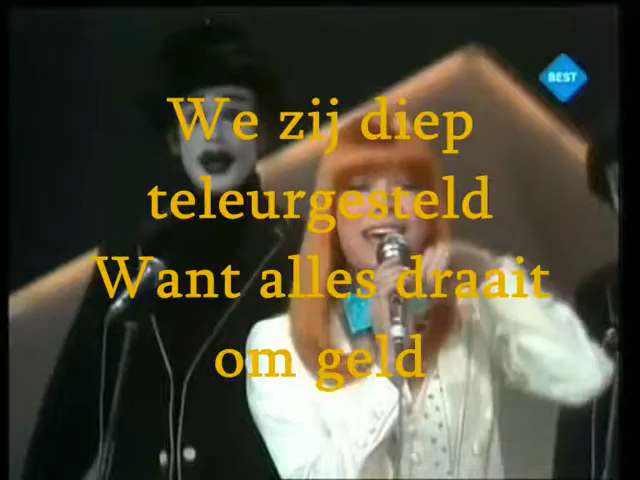 BEST
We zij diep
teleurgesteld
Want alles draait
om geld